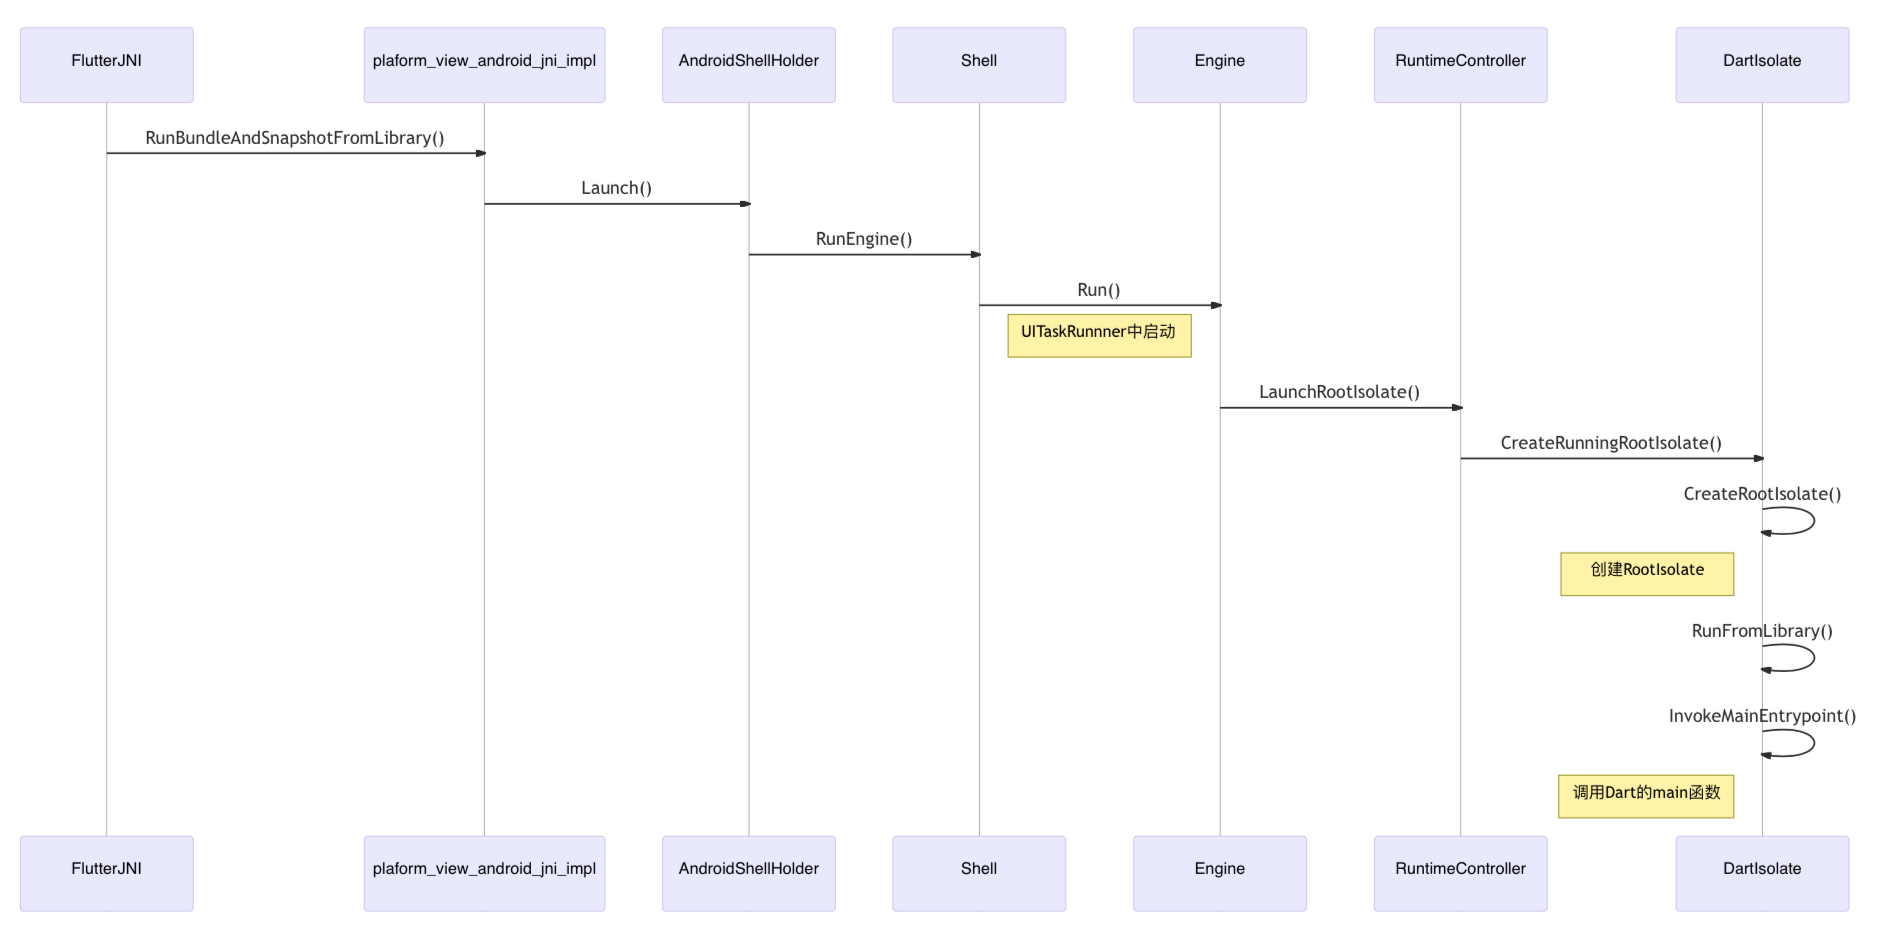 FlutterJNI
plaform_view_android_jni_impl
AndroidShellHolder
Shell
Engine
RuntimeController
DartIsolate
RunBundleAndSnapshotFromLibrary()
Launch()
RunEngine()
Run()
UITaskRunnner中启动
LaunchRootIsolate()
CreateRunningRootIsolate()
CreateRootIsolate()
创建RootIsolate
RunFromLibrary()
InvokeMainEntrypoint()
调用Dart的main函数
FlutterJNI
plaform_view_android_jni_impl
AndroidShellHolder
Shell
Engine
RuntimeController
DartIsolate